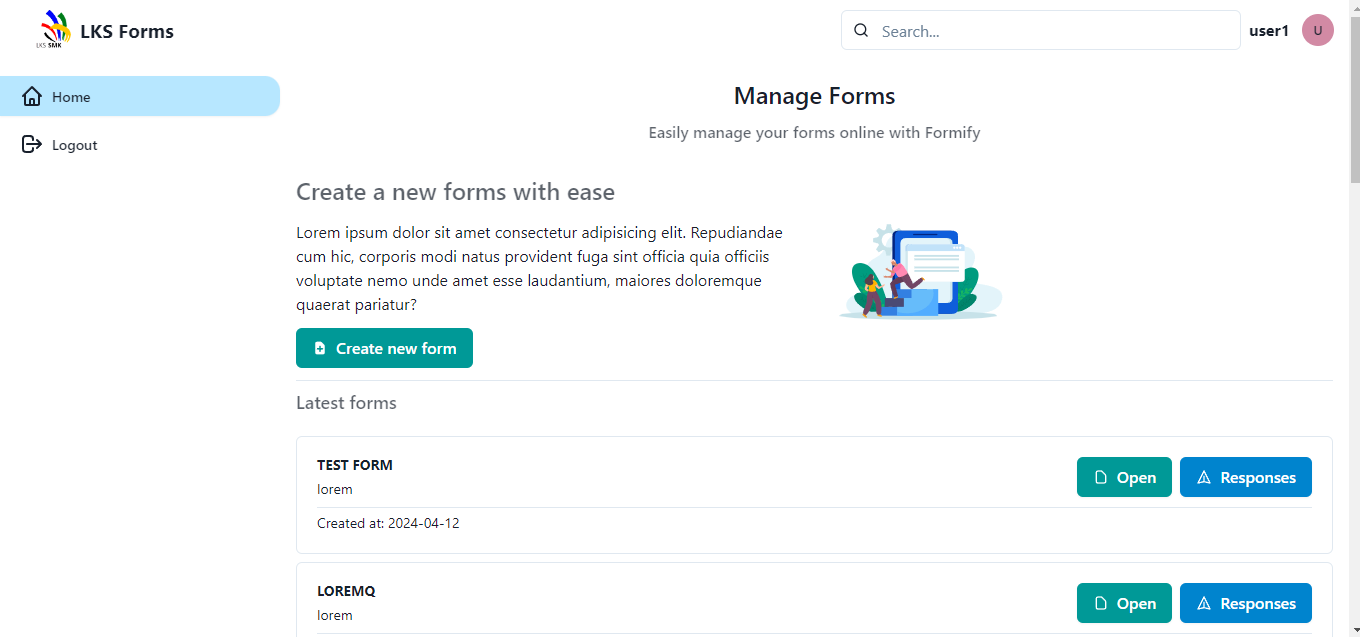 LKS SMK
LKS Forms
Search...
user1
U
Home
Logout
Manage Forms
Easily manage your forms online with Formify
Create a new forms with ease
Lorem ipsum dolor sit amet consectetur adipisicing elit. Repudiandae
cum hic, corporis modi natus provident fuga sint officia quia officiis
voluptate nemo unde amet esse laudantium, maiores doloremque
quaerat pariatur?
Create new form
Latest forms
TEST FORM
lorem
Open
Responses
Created at: 2024-04-12
LOREMQ
lorem
Open
Responses